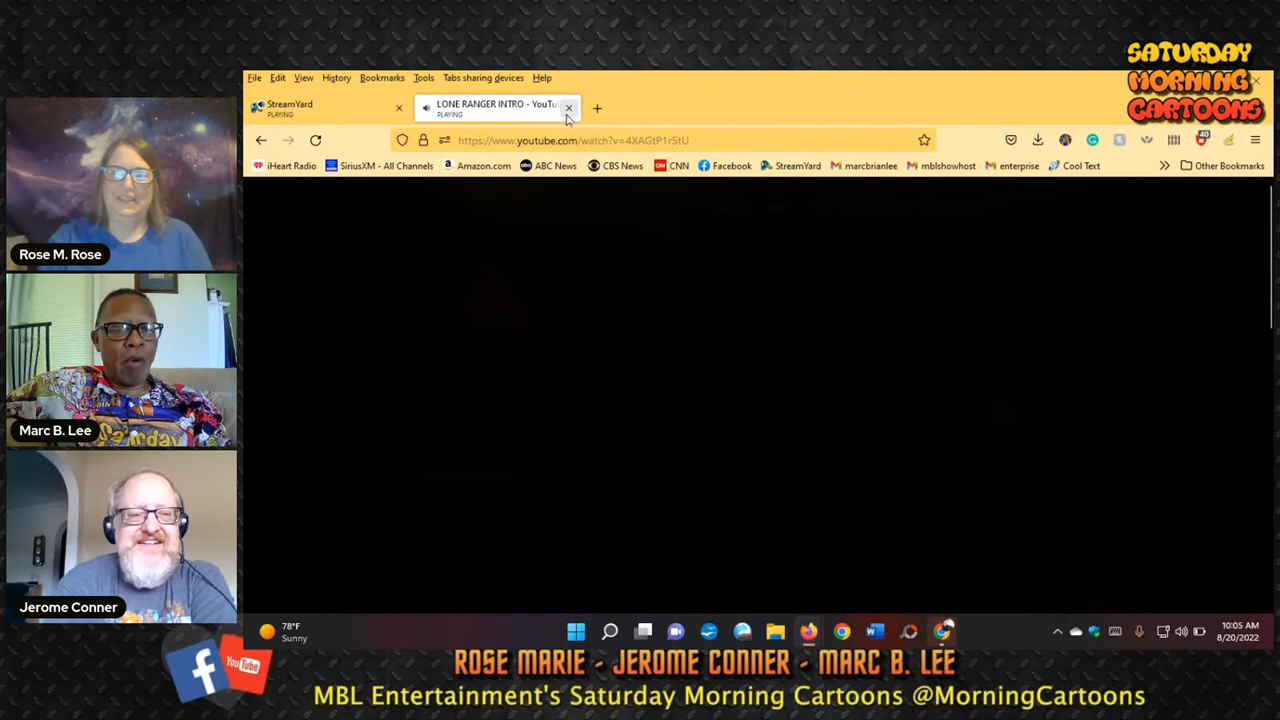 SATURDAY
MORNING
CARTOONS
File Edit View History Bookmarks Tools Tabs sharing devices Help
StreamYard
PLAYING
LONE RANGER INTRO - YouTu
PLAYING
https://www.youtube.com/watch?v=4XAGtP1r5tU
40
iHeart Radio SiriusXM - All Channels Amazon.com ABC News CBS News CNN Facebook StreamYard marcbrianlee mblshowhost enterprise Cool Text Other Bookmarks
Rose M. Rose
Marc B. Lee
Saturday
Jerome Conner
78°F
Sunny
10:05 AM
8/20/2022
YouTube
ROSE MARIE - JEROME CONNER - MARC B. LEE
MBL Entertainment's Saturday Morning Cartoons @MorningCartoons